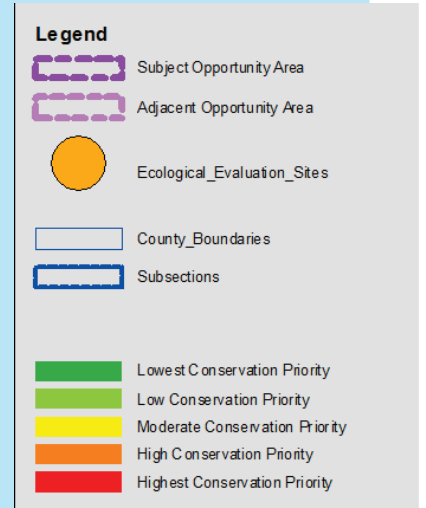 Legend
Subject Opportunity Area
Adjacent Opportunity Area
Ecological_Evaluation_Sites
County_Boundaries
Subsections
Lowest Conservation Priority
Low Conservation Priority
Moderate Conservation Priority
High Conservation Priority
Highest Conservation Priority